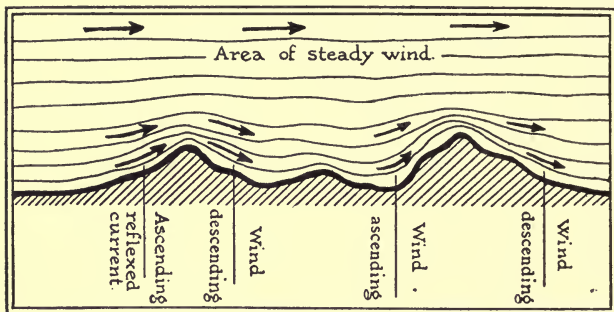 Area of steady wind.
Ascending
reflexed
current.
Wind
descending
Wind
ascending
Wind
descending